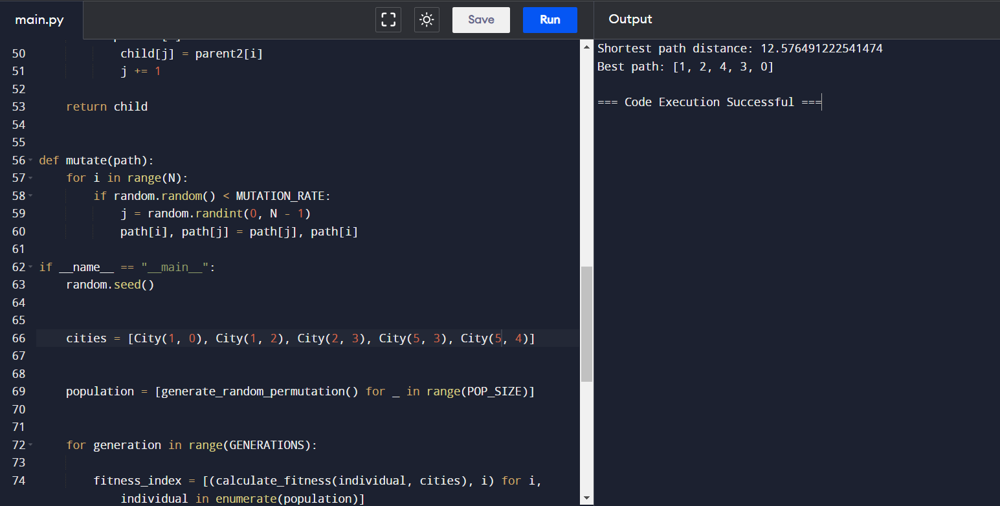 main.py
Save
Run
Output
50 child[j] = parent2[i]
51 j += 1
52
53 return child
54
55
56 def mutate(path):
57 for i in range(N):
58 if random.random() < MUTATION_RATE:
59 j = random.randint(0, N - 1)
60 path[i], path[j] = path[j], path[i]
61
62 if __name__ == "__main__":
63 random.seed()
64
65
66 cities = [City(1, 0), City(1, 2), City(2, 3), City(5, 3), City(5, 4)]
67
68
69 population = [generate_random_permutation() for _ in range(POP_SIZE)]
70
71
72 for generation in range(GENERATIONS):
73
74 fitness_index = [(calculate_fitness(individual, cities), i) for i,
individual in enumerate(population)]
Shortest path distance: 12.576491222541474
Best path: [1, 2, 4, 3, 0]
=== Code Execution Successful ===